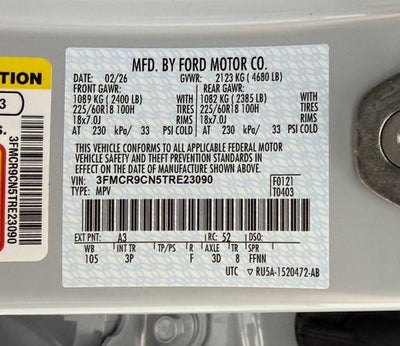 MFD. BY FORD MOTOR CO.
DATE: 02/26 GVWR: 2123 KG ( 4680 LB)
FRONT GAWR: REAR GAWR:
1089 KG ( 2400 LB) WITH 1082 KG ( 2385 LB) WITH
225/60R18 100H TIRES 225/60R18 100H TIRES
18x7.0J RIMS 18x7.0J RIMS
AT 230 kPa/ 33 PSI COLD AT 230 kPa/ 33 PSI COLD
THIS VEHICLE CONFORMS TO ALL APPLICABLE FEDERAL MOTOR
VEHICLE SAFETY AND THEFT PREVENTION STANDARDS IN
EFFECT ON THE DATE OF MANUFACTURE SHOWN ABOVE.
VIN: 3FMCR9CN5TRE23090 F0121
TYPE: MPV T0403
EXT PNT: A3 RC: 52 DSO:
WB INT TR TP/PS R AXLE TR SPR
105 3P F 3D 8 FFNN
UTC RU5A-1520472-AB
TION
3
S.
3FMCR9CN5TRE23090